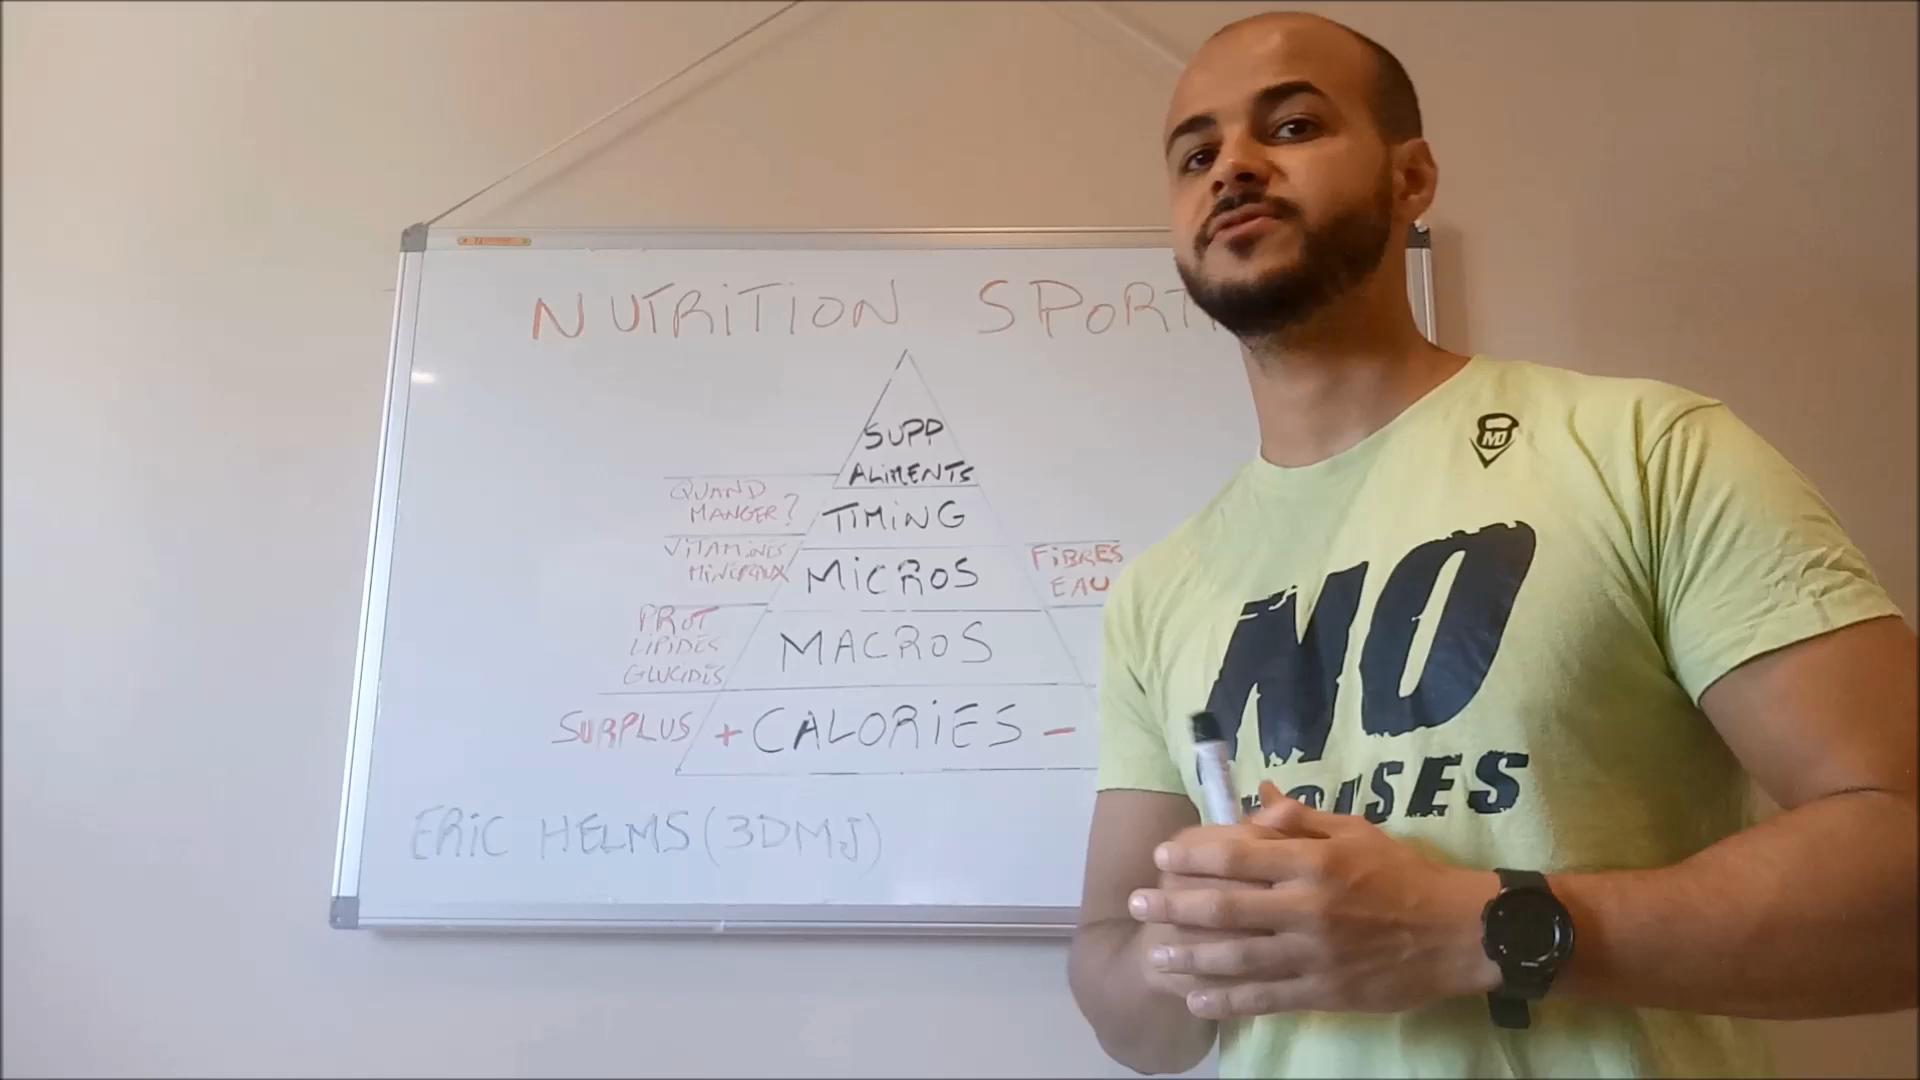 NUTRITION SPORT
SUPP
ALIMENTS
QUAND
MANGER?
TIMING
VITAMINES
MINERAUX
MICROS
FIBRES
EAU
PROT
LIPIDES
GLUCIDES
MACROS
SURPLUS + CALORIES -
ERIC HELMS (3DMJ)
MD
NO